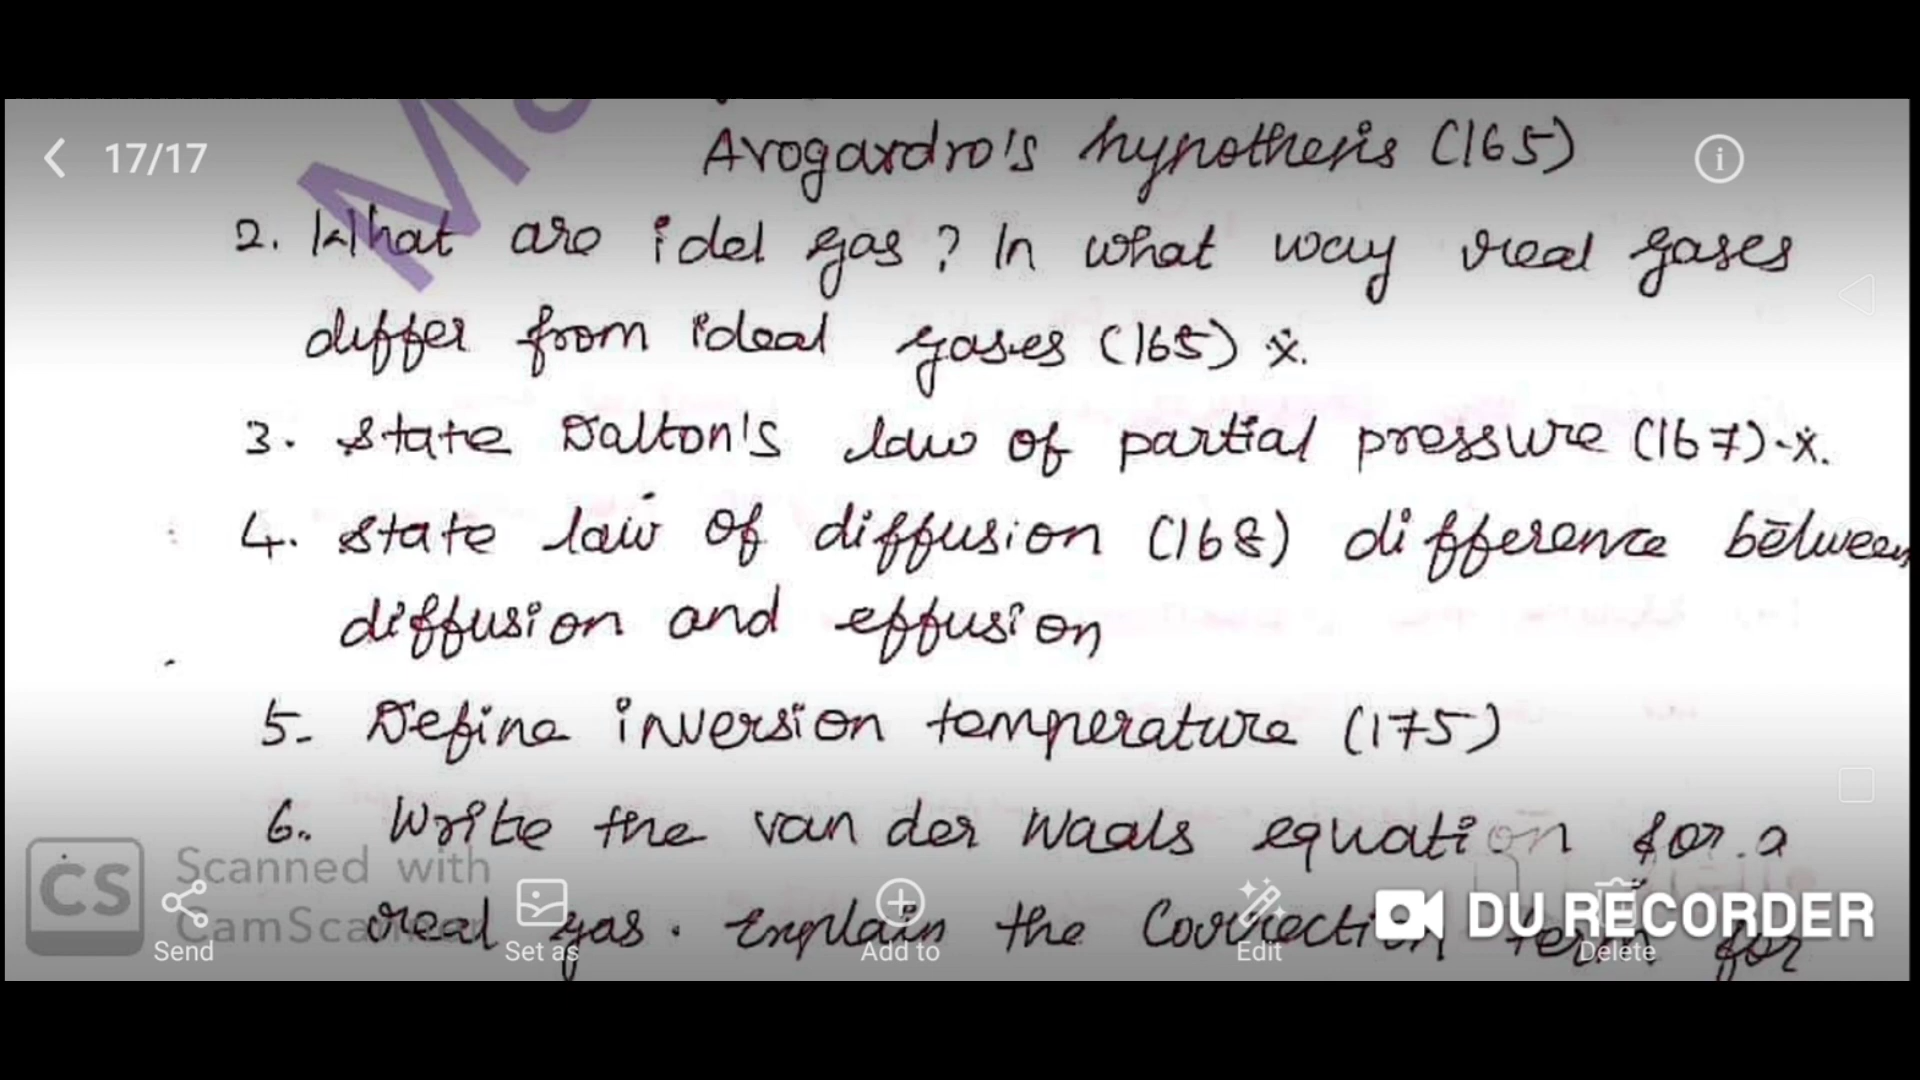 Avogardro's hypothesis (165)
17/17
2. What are idel gas? In what way real gases
differ from ideal gases (165) x.
3. State Dalton's law of partial pressure (167)-x.
4. State law of diffusion (168) difference between
diffusion and effusion
5. Define inversion temperature (175)
6. Write the van der Waals equation for a
real gas. Explain the Correction term for
CS Scanned with
CamScanner
Send
Set as
Add to
Edit
Delete
DU RECORDER